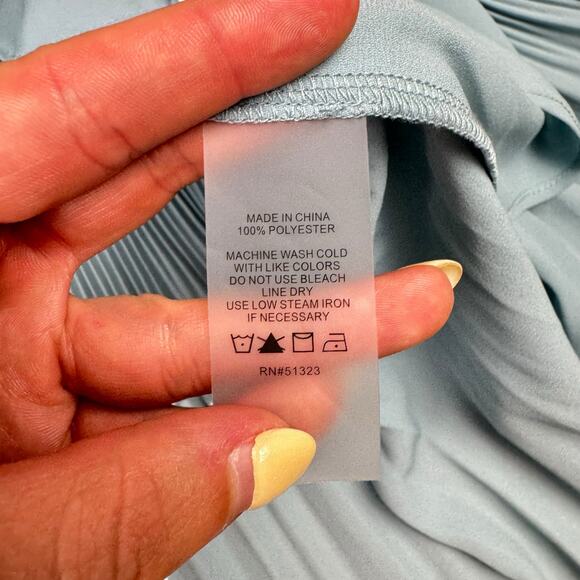 MADE IN CHINA
100% POLYESTER
MACHINE WASH COLD
WITH LIKE COLORS
DO NOT USE BLEACH
LINE DRY
USE LOW STEAM IRON
IF NECESSARY
RN#51323